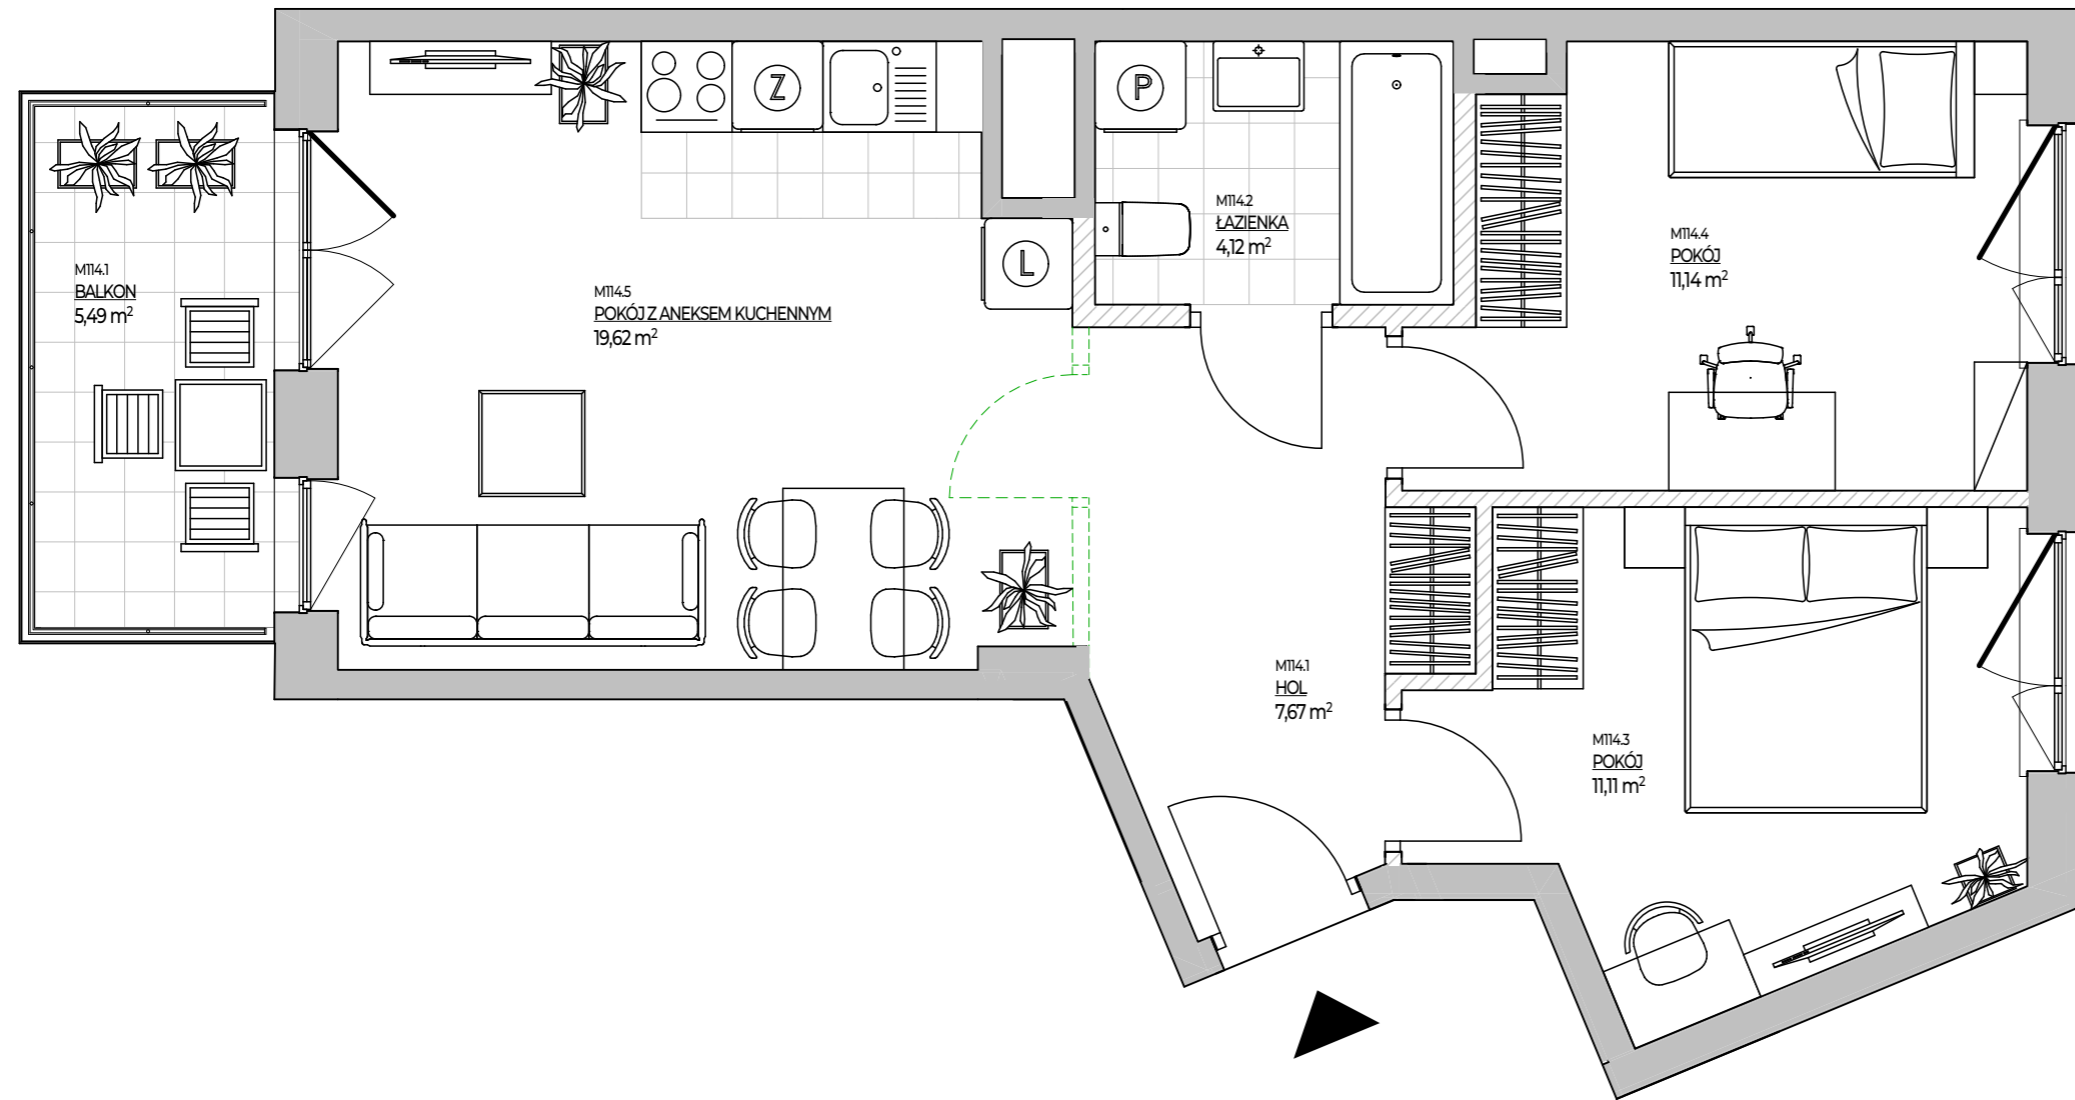 Z
P
L
M114.1
BALKON
5,49 m²
M114.5
POKÓJ Z ANEKSEM KUCHENNYM
19,62 m²
M114.2
ŁAZIENKA
4,12 m²
M114.4
POKÓJ
11,14 m²
M114.1
HOL
7,67 m²
M114.3
POKÓJ
11,11 m²